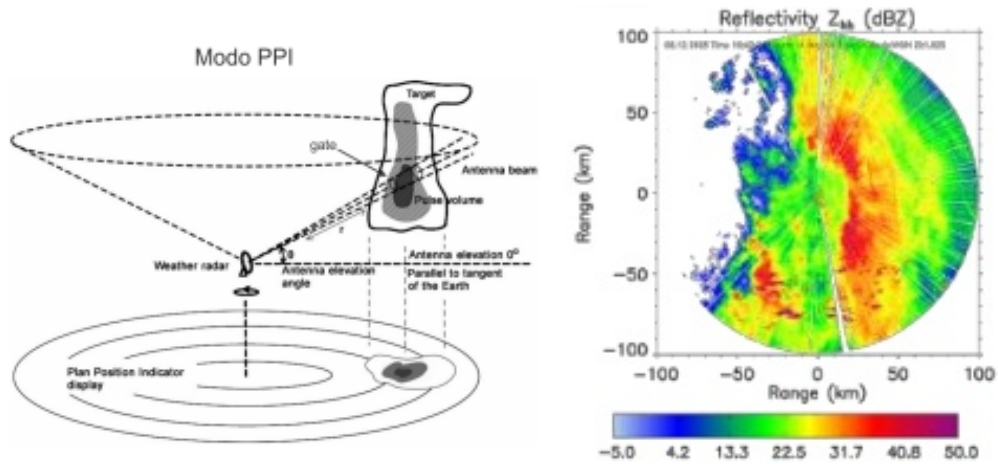 Modo PPI
Target
gate
Antenna beam
Pulse volume
r
Weather radar
θ
Antenna elevation
angle
Antenna elevation 0°
Parallel to tangent
of the Earth
Plan Position Indicator
display
Reflectivity Zhh (dBZ)
100
50
0
-50
-100
Range (km)
-100 -50 0 50 100
Range (km)
-5.0 4.2 13.3 22.5 31.7 40.8 50.0